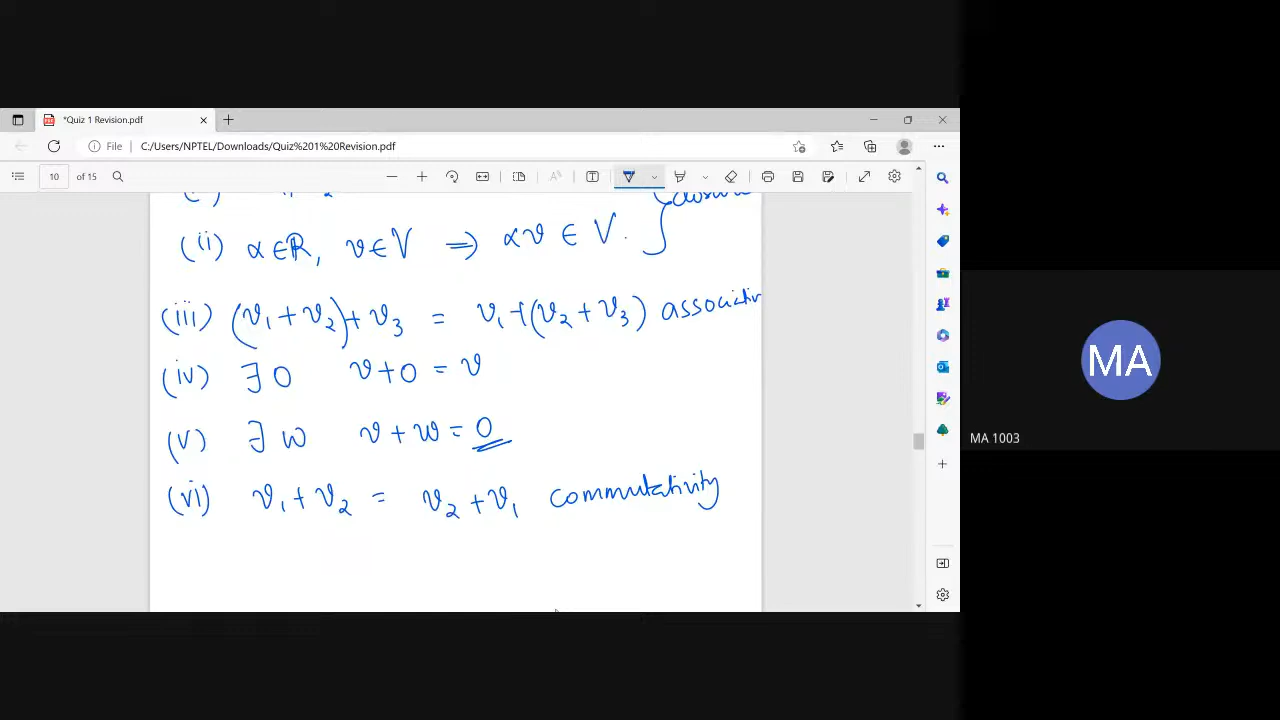 *Quiz 1 Revision.pdf
File C:/Users/NPTEL/Downloads/Quiz%201%20Revision.pdf
10 of 15
closure
(ii) α∈ℝ, v∈V ⟹ αv ∈ V.
(iii) (v₁+v₂)+v₃ = v₁+(v₂+v₃) associativ
(iv) ∃ 0 v+0 = v
(v) ∃ w v+w = 0
(vi) v₁+v₂ = v₂+v₁ commutativity
MA
MA 1003